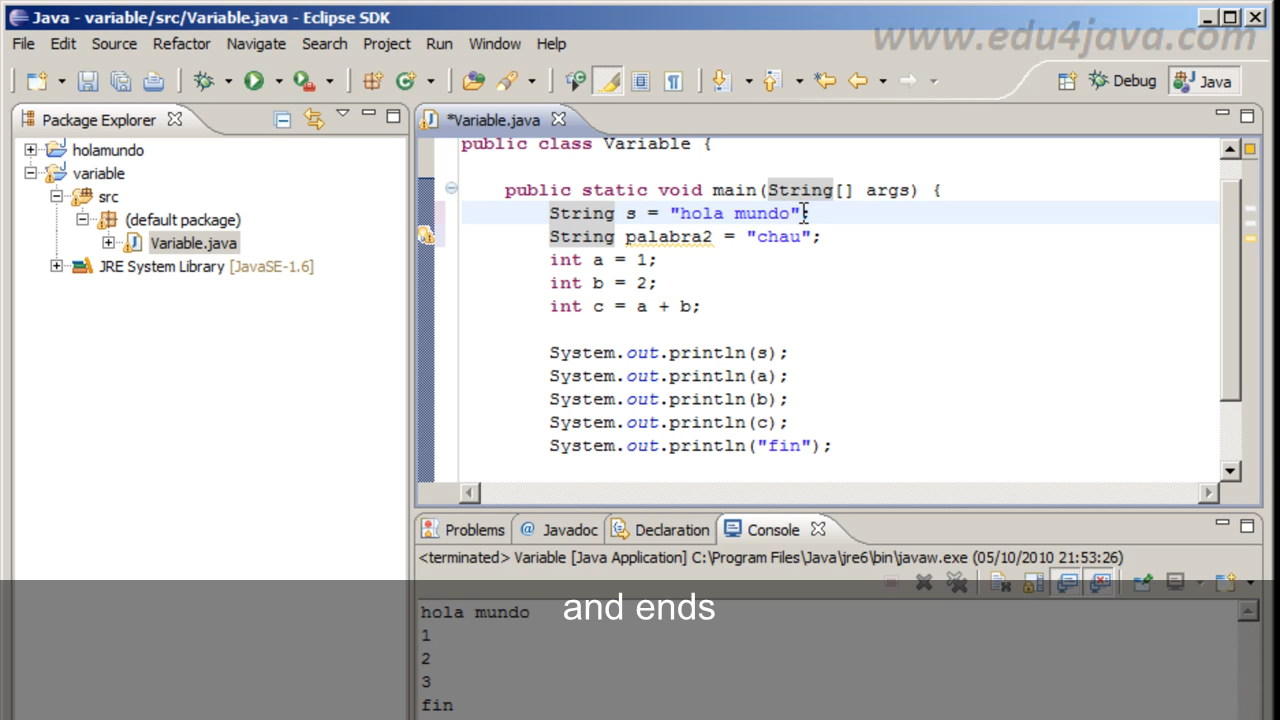 Java - variable/src/Variable.java - Eclipse SDK
www.edu4java.com
File Edit Source Refactor Navigate Search Project Run Window Help
Debug Java
Package Explorer
holamundo
variable
src
(default package)
Variable.java
JRE System Library [JavaSE-1.6]
*Variable.java
public class Variable {
public static void main(String[] args) {
String s = "hola mundo";
String palabra2 = "chau";
int a = 1;
int b = 2;
int c = a + b;
System.out.println(s);
System.out.println(a);
System.out.println(b);
System.out.println(c);
System.out.println("fin");
Problems @ Javadoc Declaration Console
<terminated> Variable [Java Application] C:\Program Files\Java\jre6\bin\javaw.exe (05/10/2010 21:53:26)
hola mundo
1
2
3
fin
and ends